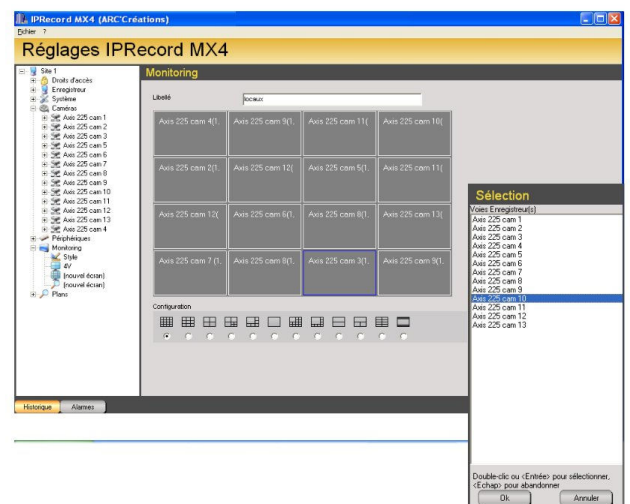 IPRecord MX4 (ARC'Créations)
Fichier ?
Réglages IPRecord MX4
Site 1
Droits d'accès
Enregistreur
Système
Caméras
Axis 225 cam 1
Axis 225 cam 2
Axis 225 cam 3
Axis 225 cam 5
Axis 225 cam 6
Axis 225 cam 7
Axis 225 cam 8
Axis 225 cam 9
Axis 225 cam 10
Axis 225 cam 11
Axis 225 cam 12
Axis 225 cam 13
Axis 225 cam 4
Périphériques
Monitoring
Style
4V
(nouvel écran)
(nouvel écran)
Plans
Monitoring
Libellé locaux
Axis 225 cam 4(1. Axis 225 cam 9(1. Axis 225 cam 11( Axis 225 cam 10(
Axis 225 cam 2(1. Axis 225 cam 12( Axis 225 cam 5(1. Axis 225 cam 11(
Axis 225 cam 12( Axis 225 cam 6(1. Axis 225 cam 8(1. Axis 225 cam 13(
Axis 225 cam 7 (1. Axis 225 cam 8(1. Axis 225 cam 3(1. Axis 225 cam 9(1.
Configuration
Historique Alarmes
Sélection
Voies Enregistreur(s)
Axis 225 cam 1
Axis 225 cam 2
Axis 225 cam 3
Axis 225 cam 4
Axis 225 cam 5
Axis 225 cam 6
Axis 225 cam 7
Axis 225 cam 8
Axis 225 cam 9
Axis 225 cam 10
Axis 225 cam 11
Axis 225 cam 12
Axis 225 cam 13
Double-clic ou <Entrée> pour sélectionner,
<Echap> pour abandonner
Ok Annuler